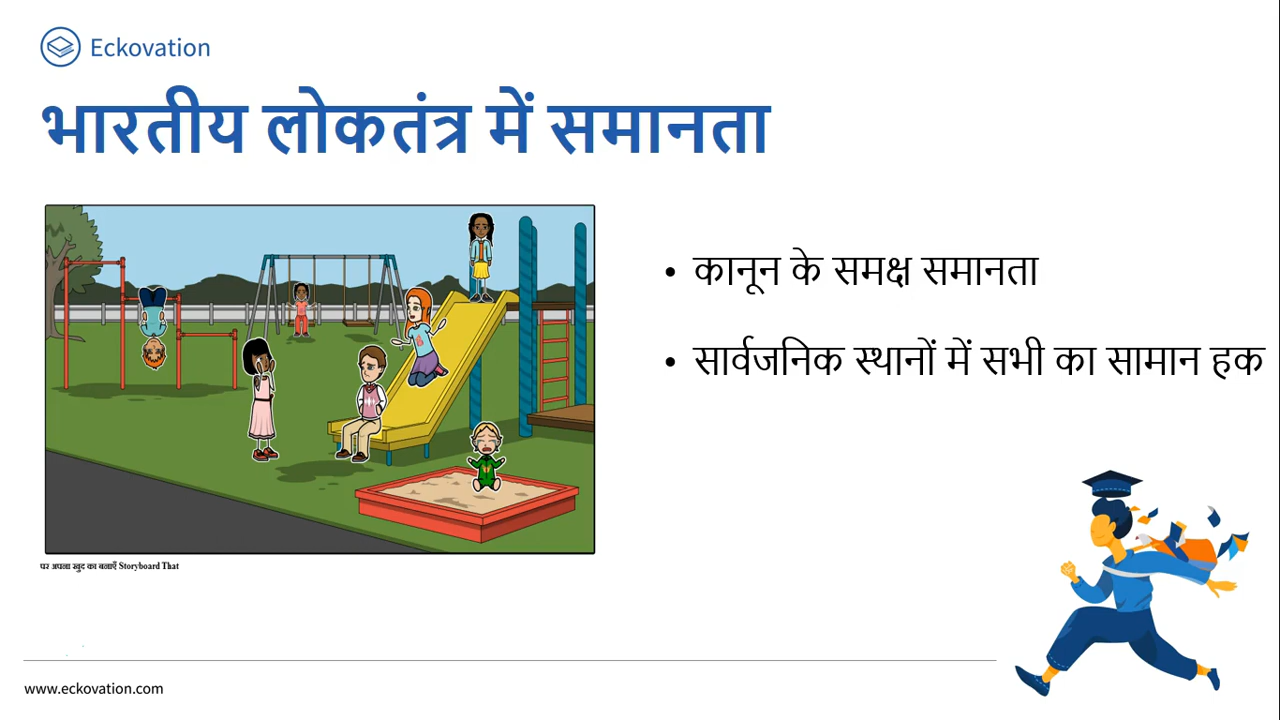 Eckovation
भारतीय लोकतंत्र में समानता
• कानून के समक्ष समानता
• सार्वजनिक स्थानों में सभी का सामान हक
पर अपना खुद का बनाएँ Storyboard That
www.eckovation.com